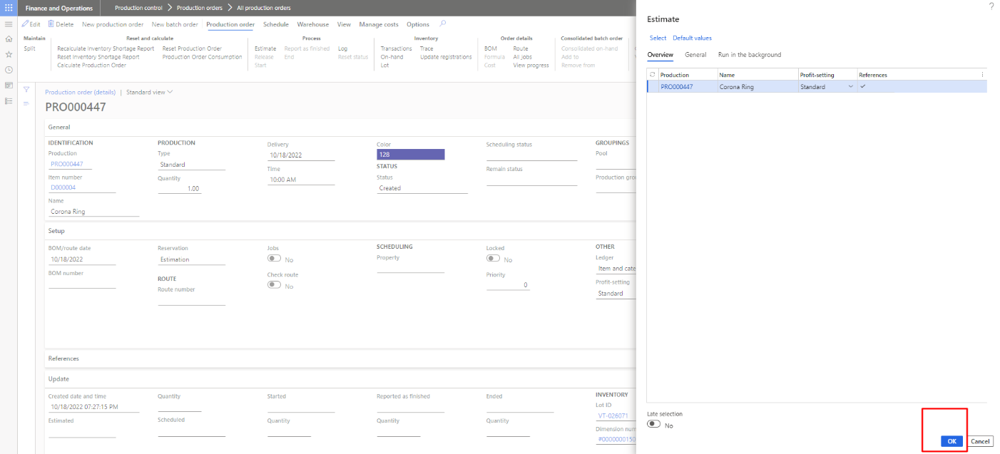 Finance and Operations
Production control > Production orders > All production orders
Edit Delete New production order New batch order Production order Schedule Warehouse View Manage costs Options
Maintain
Split
Reset and calculate
Recalculate Inventory Shortage Report Reset Production Order
Reset Inventory Shortage Report Production Order Consumption
Calculate Production Order
Process
Estimate Report as finished Log
Release End Reset status
Start
Inventory
Transactions Trace
On-hand Update registrations
Lot
Order details
BOM Route
Formula All jobs
Cost View progress
Consolidated batch order
Consolidated on-hand
Add to
Remove from
Production order (details) | Standard view
PRO000447
General
IDENTIFICATION
Production
PRO000447
Item number
D000004
Name
Corona Ring
PRODUCTION
Type
Standard
Quantity
1.00
Delivery
10/18/2022
Time
10:00 AM
Color
128
STATUS
Status
Created
Scheduling status
Remain status
GROUPINGS
Pool
Production gro
Setup
BOM/route date
10/18/2022
BOM number
Reservation
Estimation
ROUTE
Route number
Jobs
No
Check route
No
SCHEDULING
Property
Locked
No
Priority
0
OTHER
Ledger
Item and cate
Profit-setting
Standard
References
Update
Created date and time
10/18/2022 07:27:15 PM
Estimated
Quantity
Scheduled
Started
Quantity
Reported as finished
Quantity
Ended
Quantity
INVENTORY
Lot ID
VT-026071
Dimension num
#0000000150
?
Estimate
Select Default values
Overview General Run in the background
Production Name Profit-setting References
PRO000447 Corona Ring Standard
Late selection
No
OK Cancel